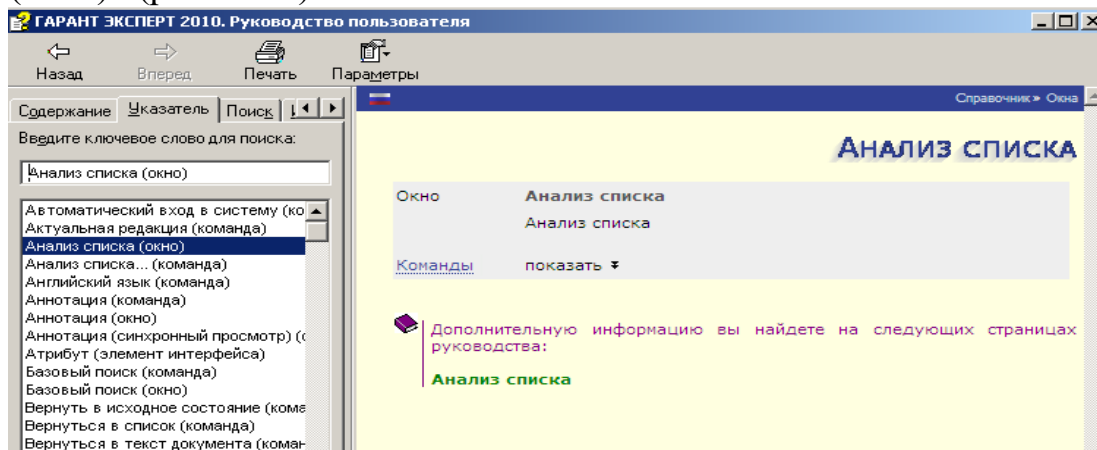 ГАРАНТ ЭКСПЕРТ 2010. Руководство пользователя
Назад Вперед Печать Параметры
Содержание Указатель Поиск
Введите ключевое слово для поиска:
Анализ списка (окно)
Автоматический вход в систему (ко
Актуальная редакция (команда)
Анализ списка (окно)
Анализ списка... (команда)
Английский язык (команда)
Аннотация (команда)
Аннотация (окно)
Аннотация (синхронный просмотр) (
Атрибут (элемент интерфейса)
Базовый поиск (команда)
Базовый поиск (окно)
Вернуть в исходное состояние (кома
Вернуться в список (команда)
Вернуться в текст документа (коман
Справочник » Окна
Анализ списка
Окно Анализ списка
Анализ списка
Команды показать
Дополнительную информацию вы найдете на следующих страницах
руководства:
Анализ списка